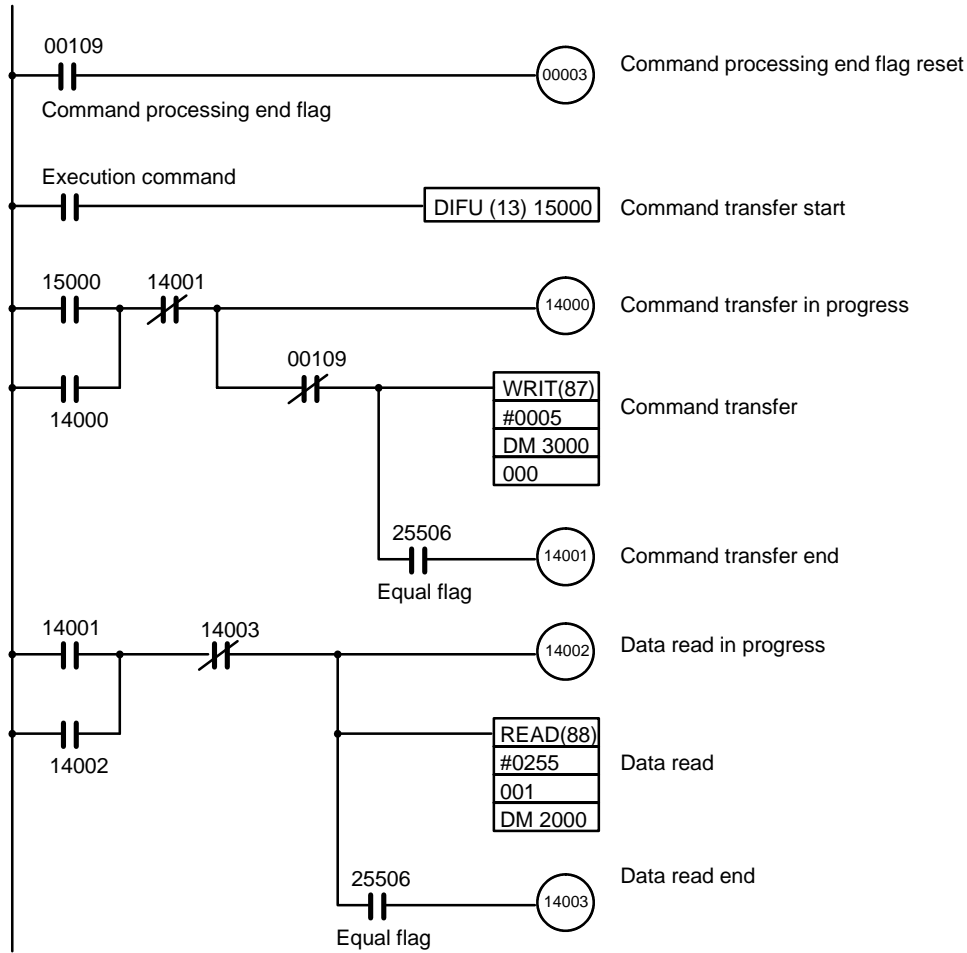 00109
00003
Command processing end flag reset
Command processing end flag
Execution command
DIFU (13) 15000
Command transfer start
15000
14001
14000
Command transfer in progress
00109
14000
WRIT(87)
#0005
DM 3000
000
Command transfer
25506
14001
Command transfer end
Equal flag
14001
14003
14002
Data read in progress
14002
READ(88)
#0255
001
DM 2000
Data read
25506
14003
Data read end
Equal flag